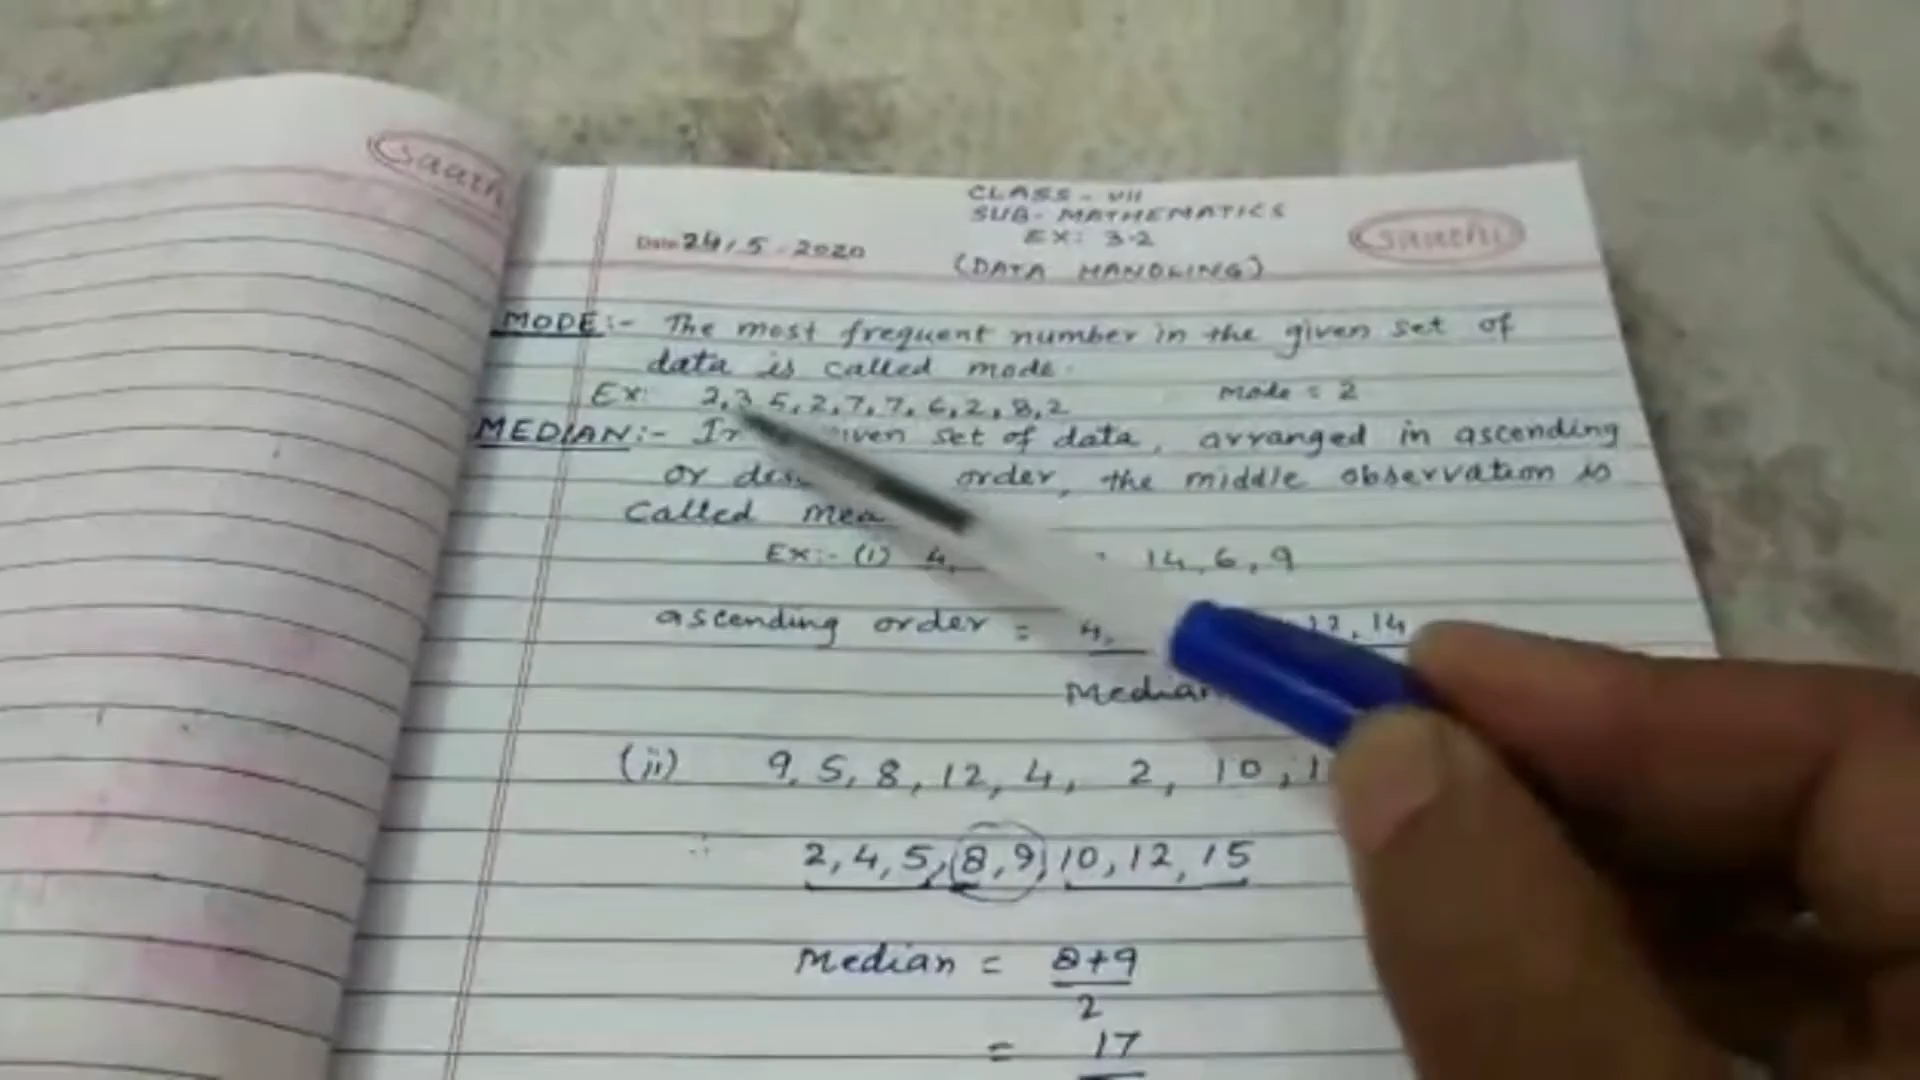 saathi
CLASS - VII
SUB- MATHEMATICS
EX: 3.2
saathi
Date 24.5-2020
(DATA HANDLING)
MODE:- The most frequent number in the given set of
data is called mode.
Ex: 2,3,5,2,7,7,6,2,8,2 mode = 2
MEDIAN:- set of data, arranged in ascending
or order, the middle observation is
called
Ex:- (i) 4, 14, 6, 9
ascending order = 4, 12, 14
Median
(ii) 9, 5, 8, 12, 4, 2, 10,
2, 4, 5, 8, 9, 10, 12, 15
Median = 8+9
2
= 17